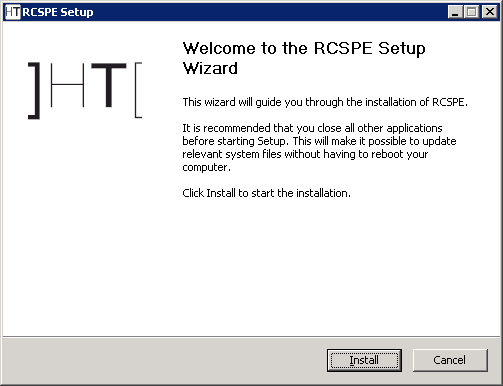 HT RCSPE Setup
]HT[
Welcome to the RCSPE Setup
Wizard
This wizard will guide you through the installation of RCSPE.
It is recommended that you close all other applications
before starting Setup. This will make it possible to update
relevant system files without having to reboot your
computer.
Click Install to start the installation.
Install
Cancel